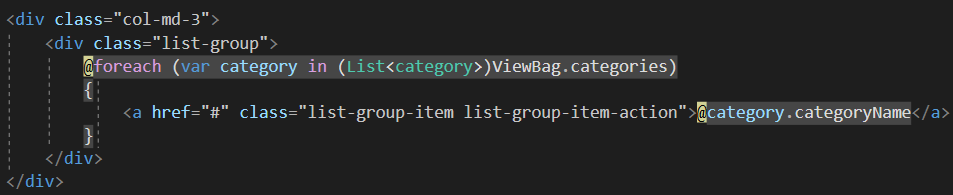 <div class="col-md-3">
<div class="list-group">
@foreach (var category in (List<category>)ViewBag.categories)
{
<a href="#" class="list-group-item list-group-item-action">@category.categoryName</a>
}
</div>
</div>